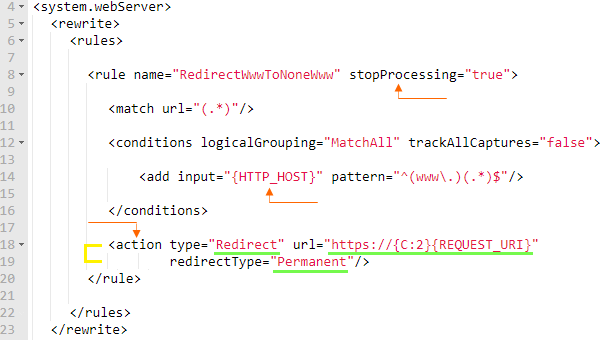 4 <system.webServer>
5 <rewrite>
6 <rules>
7
8 <rule name="RedirectWwwToNoneWww" stopProcessing="true">
9
10 <match url="(.*)"/>
11
12 <conditions logicalGrouping="MatchAll" trackAllCaptures="false">
13
14 <add input="{HTTP_HOST}" pattern="^(www\.)(.*)$"/>
15
16 </conditions>
17
18 <action type="Redirect" url="https://{C:2}{REQUEST_URI}"
19 redirectType="Permanent"/>
20 </rule>
21
22 </rules>
23 </rewrite>